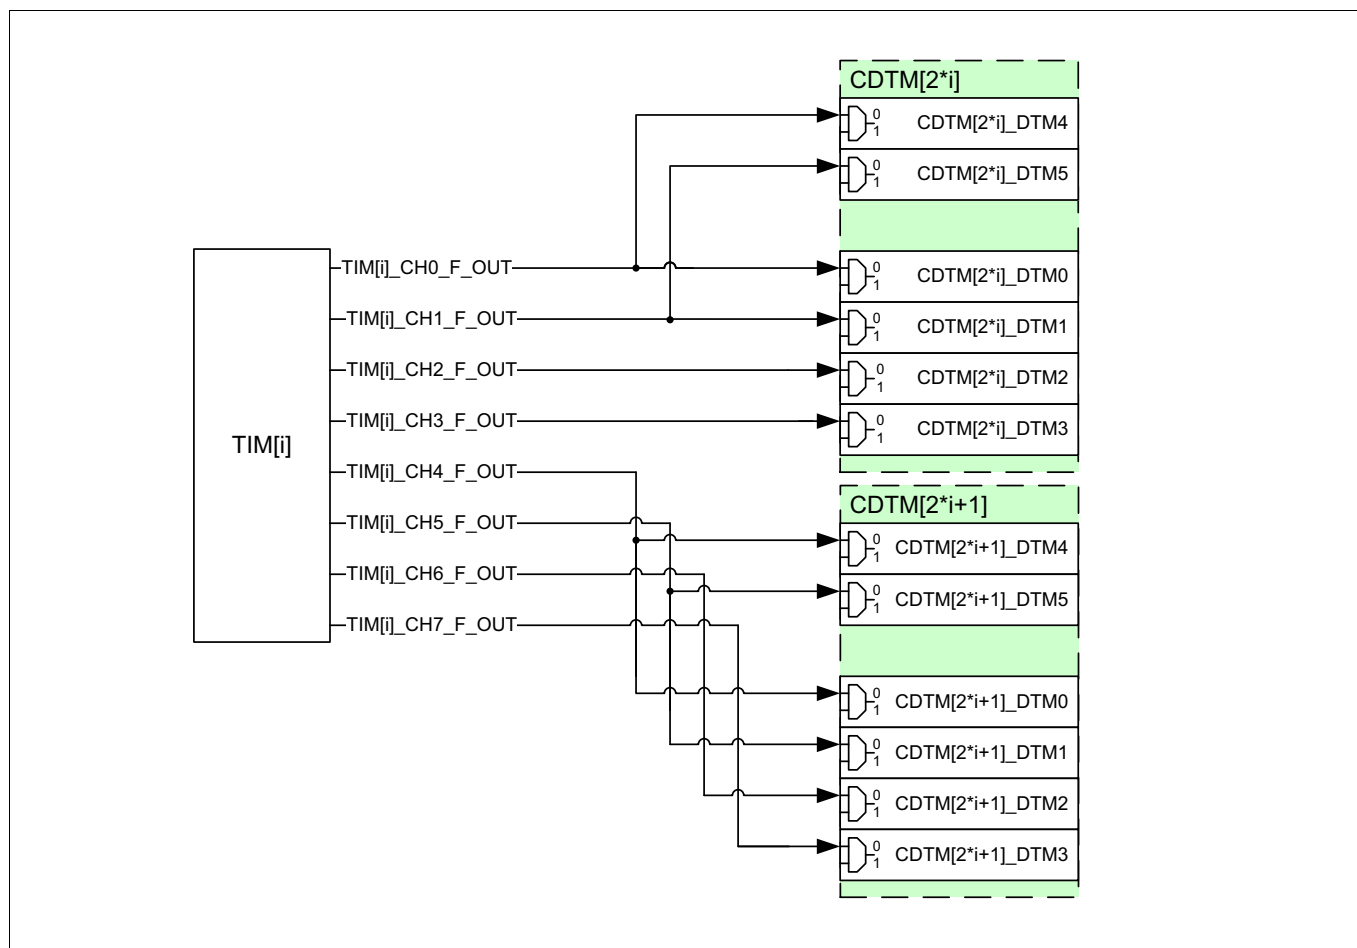 CDTM[2*i]
0
1
CDTM[2*i]_DTM4
0
1
CDTM[2*i]_DTM5
TIM[i]
TIM[i]_CH0_F_OUT
0
1
CDTM[2*i]_DTM0
TIM[i]_CH1_F_OUT
0
1
CDTM[2*i]_DTM1
TIM[i]_CH2_F_OUT
0
1
CDTM[2*i]_DTM2
TIM[i]_CH3_F_OUT
0
1
CDTM[2*i]_DTM3
TIM[i]_CH4_F_OUT
TIM[i]_CH5_F_OUT
TIM[i]_CH6_F_OUT
TIM[i]_CH7_F_OUT
CDTM[2*i+1]
0
1
CDTM[2*i+1]_DTM4
0
1
CDTM[2*i+1]_DTM5
0
1
CDTM[2*i+1]_DTM0
0
1
CDTM[2*i+1]_DTM1
0
1
CDTM[2*i+1]_DTM2
0
1
CDTM[2*i+1]_DTM3